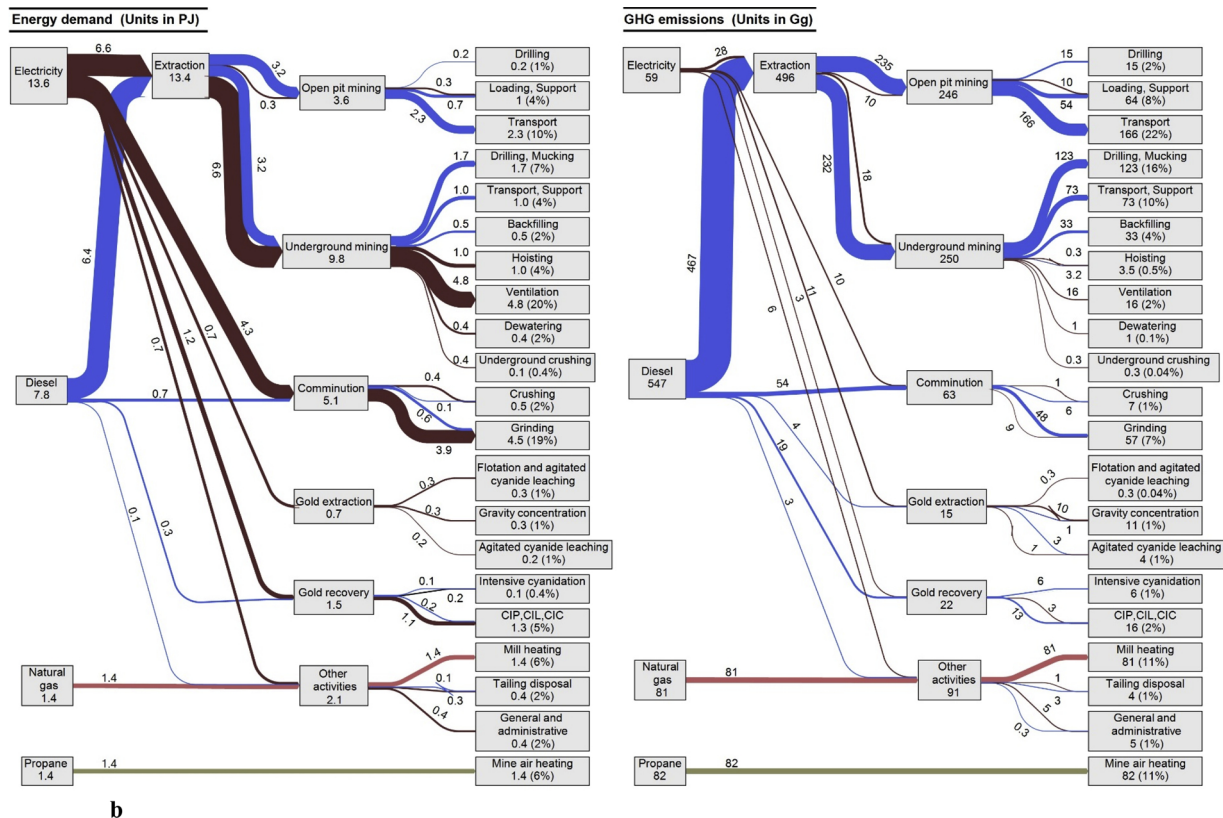 Energy demand (Units in PJ)
Electricity
13.6
6.6
Extraction
13.4
3.2
0.3
Open pit mining
3.6
0.2
Drilling
0.2 (1%)
0.3
0.7
Loading, Support
1 (4%)
2.3
Transport
2.3 (10%)
6.6
3.2
1.7
Drilling, Mucking
1.7 (7%)
1.0
Transport, Support
1.0 (4%)
0.5
Backfilling
0.5 (2%)
Underground mining
9.8
1.0
Hoisting
1.0 (4%)
4.8
Ventilation
4.8 (20%)
0.4
Dewatering
0.4 (2%)
0.4
Underground crushing
0.1 (0.4%)
6.4
4.3
0.7
1.2
0.7
Diesel
7.8
0.7
Comminution
5.1
0.4
0.1
Crushing
0.5 (2%)
0.6
3.9
Grinding
4.5 (19%)
0.1
0.3
Gold extraction
0.7
0.3
Flotation and agitated
cyanide leaching
0.3 (1%)
0.3
Gravity concentration
0.3 (1%)
0.2
Agitated cyanide leaching
0.2 (1%)
Gold recovery
1.5
0.1
0.2
Intensive cyanidation
0.1 (0.4%)
0.2
1.1
CIP,CIL,CIC
1.3 (5%)
Natural
gas
1.4
1.4
Other
activities
2.1
1.4
Mill heating
1.4 (6%)
0.1
0.3
Tailing disposal
0.4 (2%)
0.4
General and
administrative
0.4 (2%)
Propane
1.4
1.4
Mine air heating
1.4 (6%)
b
GHG emissions (Units in Gg)
Electricity
59
28
Extraction
496
235
10
Open pit mining
246
15
Drilling
15 (2%)
10
54
Loading, Support
64 (8%)
166
Transport
166 (22%)
232
18
123
Drilling, Mucking
123 (16%)
73
Transport, Support
73 (10%)
33
Backfilling
33 (4%)
Underground mining
250
0.3
3.2
Hoisting
3.5 (0.5%)
16
Ventilation
16 (2%)
1
Dewatering
1 (0.1%)
0.3
Underground crushing
0.3 (0.04%)
467
10
11
3
6
Diesel
547
54
Comminution
63
1
6
Crushing
7 (1%)
48
9
Grinding
57 (7%)
4
19
3
Gold extraction
15
0.3
Flotation and agitated
cyanide leaching
0.3 (0.04%)
10
1
Gravity concentration
11 (1%)
3
1
Agitated cyanide leaching
4 (1%)
Gold recovery
22
6
Intensive cyanidation
6 (1%)
3
13
CIP,CIL,CIC
16 (2%)
Natural
gas
81
81
Other
activities
91
81
Mill heating
81 (11%)
1
3
Tailing disposal
4 (1%)
5
0.3
General and
administrative
5 (1%)
Propane
82
82
Mine air heating
82 (11%)